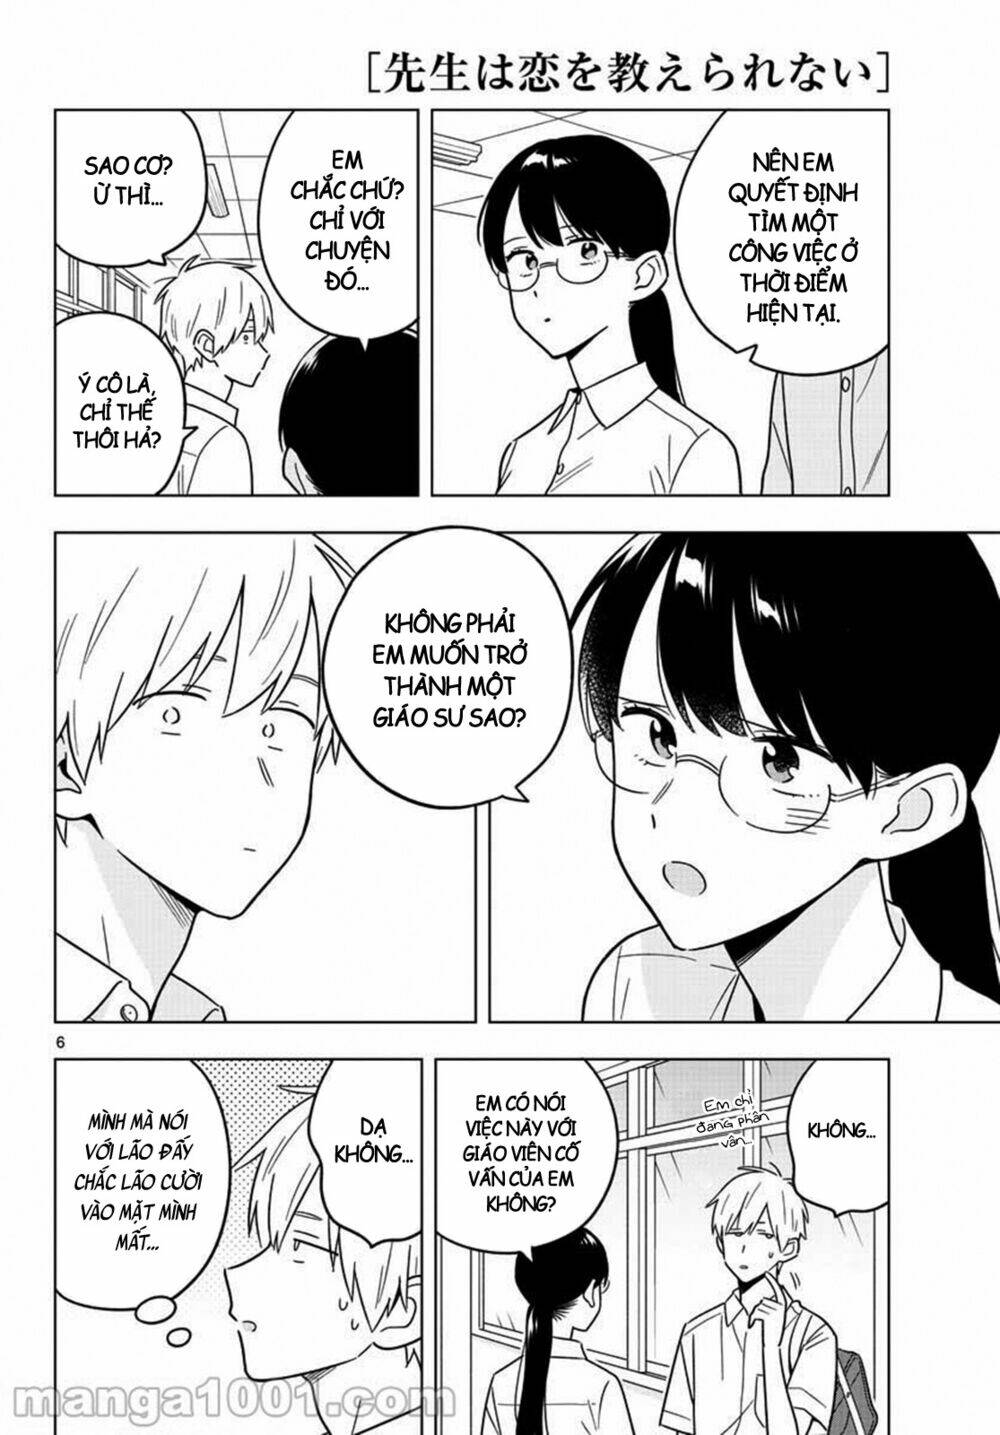 [先生は恋を教えられない]
NÊN EM
QUYẾT ĐỊNH
TÌM MỘT
CÔNG VIỆC Ở
THỜI ĐIỂM
HIỆN TẠI.
EM
CHẮC CHỨ?
CHỈ VỚI
CHUYỆN
ĐÓ...
SAO CƠ?
Ừ THÌ...
Ý CÔ LÀ,
CHỈ THẾ
THÔI HẢ?
KHÔNG PHẢI
EM MUỐN TRỞ
THÀNH MỘT
GIÁO SƯ SAO?
6
KHÔNG...
Em chỉ
đang phân
vân...
EM CÓ NÓI
VIỆC NÀY VỚI
GIÁO VIÊN CỐ
VẤN CỦA EM
KHÔNG?
DẠ
KHÔNG...
MÌNH MÀ NÓI
VỚI LÃO ĐẤY
CHẮC LÃO CƯỜI
VÀO MẶT MÌNH
MẤT...
manga1001.com